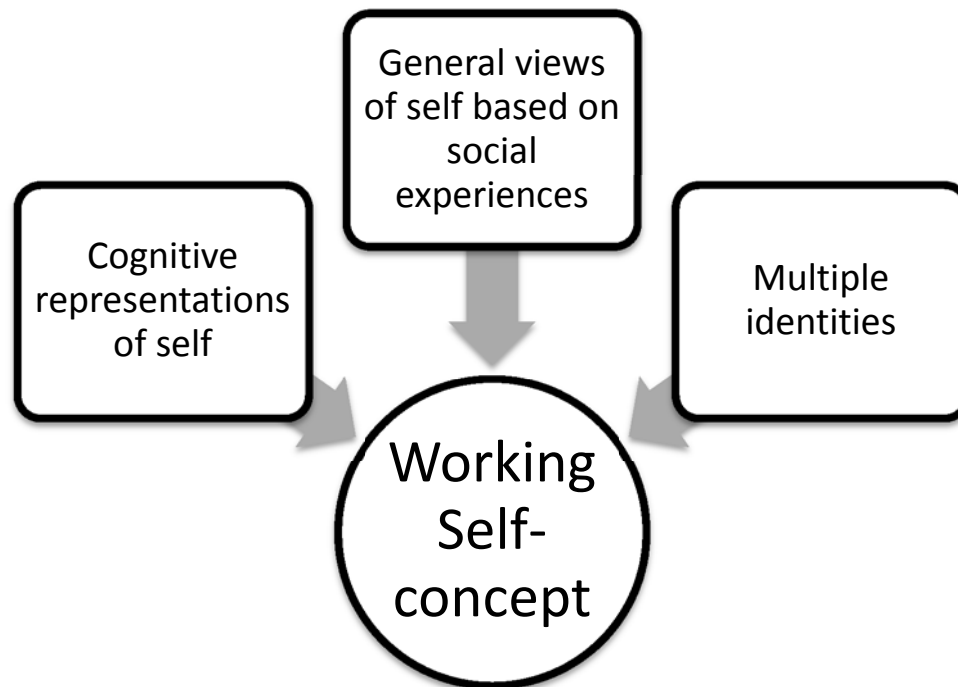 General views
of self based on
social
experiences
Cognitive
representations
of self
Multiple
identities
Working
Self-
concept